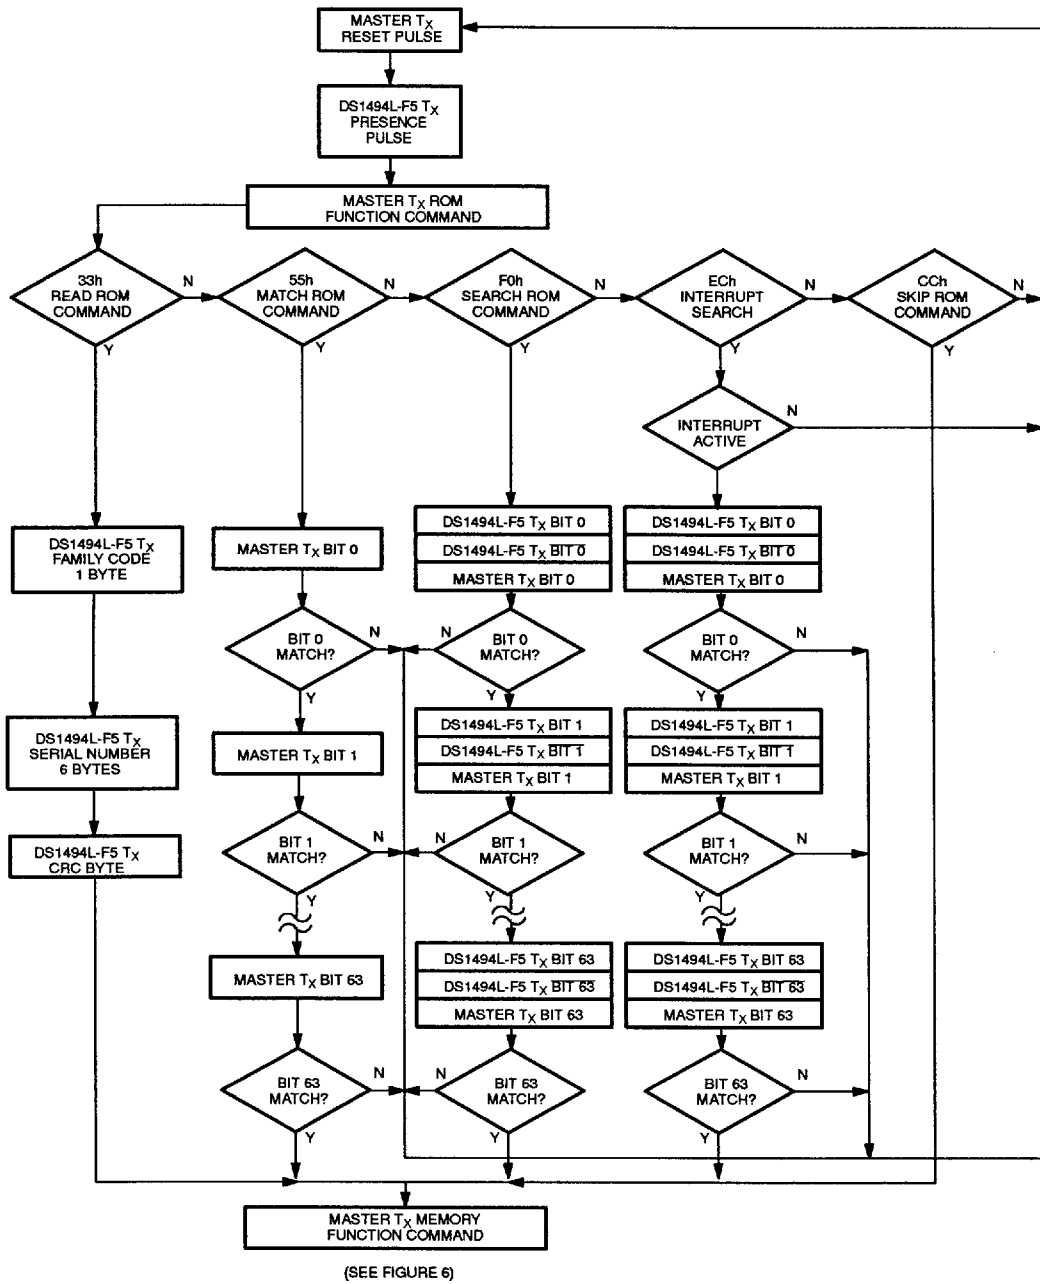 MASTER TX
RESET PULSE
DS1494L-F5 TX
PRESENCE
PULSE
MASTER TX ROM
FUNCTION COMMAND
33h
READ ROM
COMMAND
N
Y
55h
MATCH ROM
COMMAND
N
Y
F0h
SEARCH ROM
COMMAND
N
Y
ECh
INTERRUPT
SEARCH
N
Y
CCh
SKIP ROM
COMMAND
N
Y
INTERRUPT
ACTIVE
N
DS1494L-F5 TX
FAMILY CODE
1 BYTE
DS1494L-F5 TX
SERIAL NUMBER
6 BYTES
DS1494L-F5 TX
CRC BYTE
MASTER TX BIT 0
BIT 0
MATCH?
N
Y
MASTER TX BIT 1
BIT 1
MATCH?
N
Y
MASTER TX BIT 63
BIT 63
MATCH?
N
Y
DS1494L-F5 TX BIT 0
DS1494L-F5 TX BIT 0
MASTER TX BIT 0
N
BIT 0
MATCH?
Y
DS1494L-F5 TX BIT 1
DS1494L-F5 TX BIT 1
MASTER TX BIT 1
N
BIT 1
MATCH?
Y
DS1494L-F5 TX BIT 63
DS1494L-F5 TX BIT 63
MASTER TX BIT 63
N
BIT 63
MATCH?
Y
DS1494L-F5 TX BIT 0
DS1494L-F5 TX BIT 0
MASTER TX BIT 0
BIT 0
MATCH?
N
Y
DS1494L-F5 TX BIT 1
DS1494L-F5 TX BIT 1
MASTER TX BIT 1
BIT 1
MATCH?
N
Y
DS1494L-F5 TX BIT 63
DS1494L-F5 TX BIT 63
MASTER TX BIT 63
BIT 63
MATCH?
N
Y
MASTER TX MEMORY
FUNCTION COMMAND
(SEE FIGURE 6)